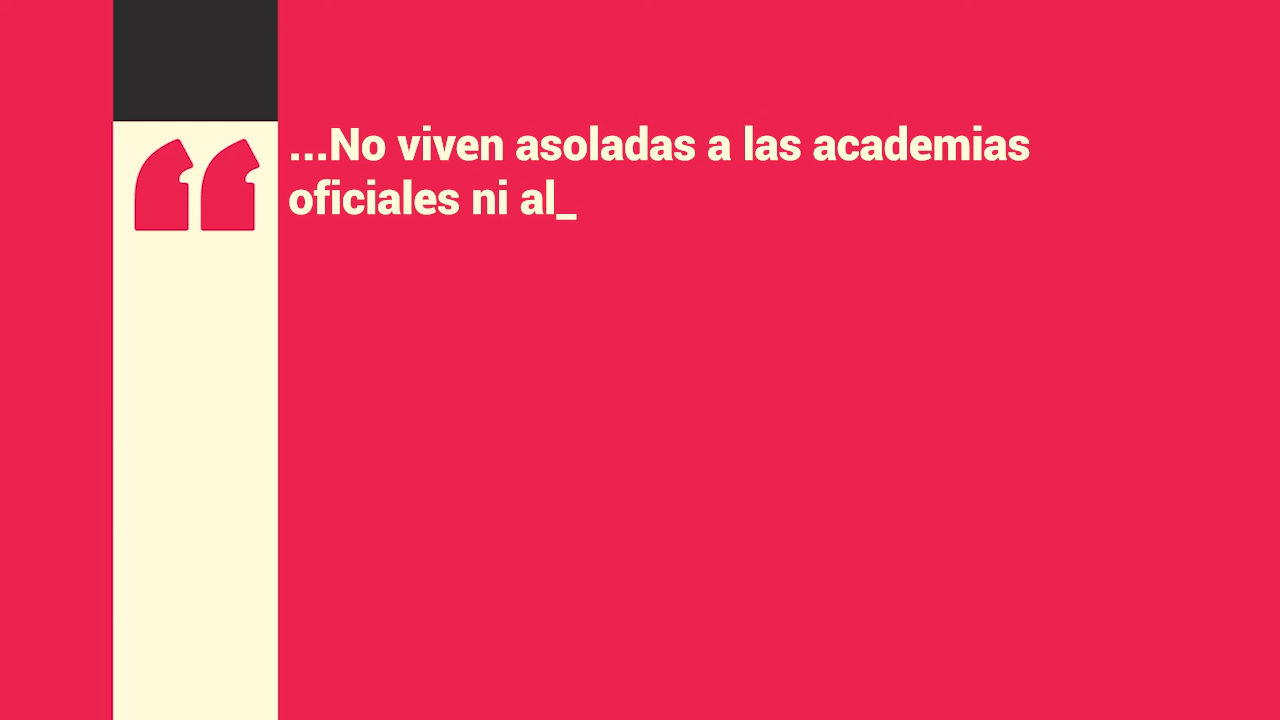 ...No viven asoladas a las academias
oficiales ni al_